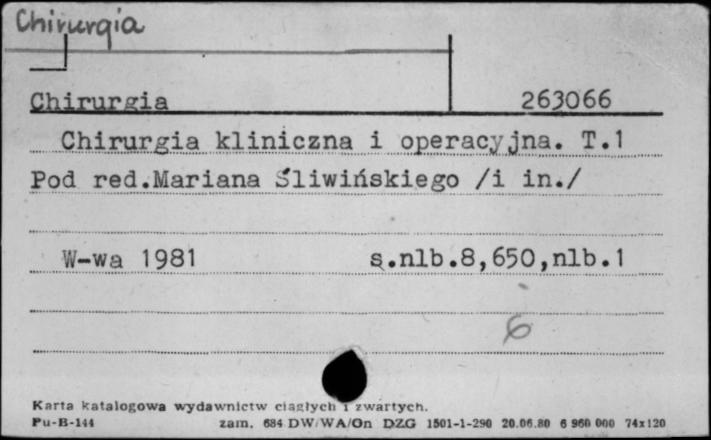 Chirurgia
Chirurgia 263066
Chirurgia kliniczna i operacyjna. T.1
Pod red.Mariana Śliwińskiego /i in./
W-wa 1981 s.nlb.8,650,nlb.1
6
Karta katalogowa wydawnictw ciągłych i zwartych.
Pu-B-144 zam. 684 DW/WA/On DZG 1501-1-290 20.06.80 6 960 000 74x120